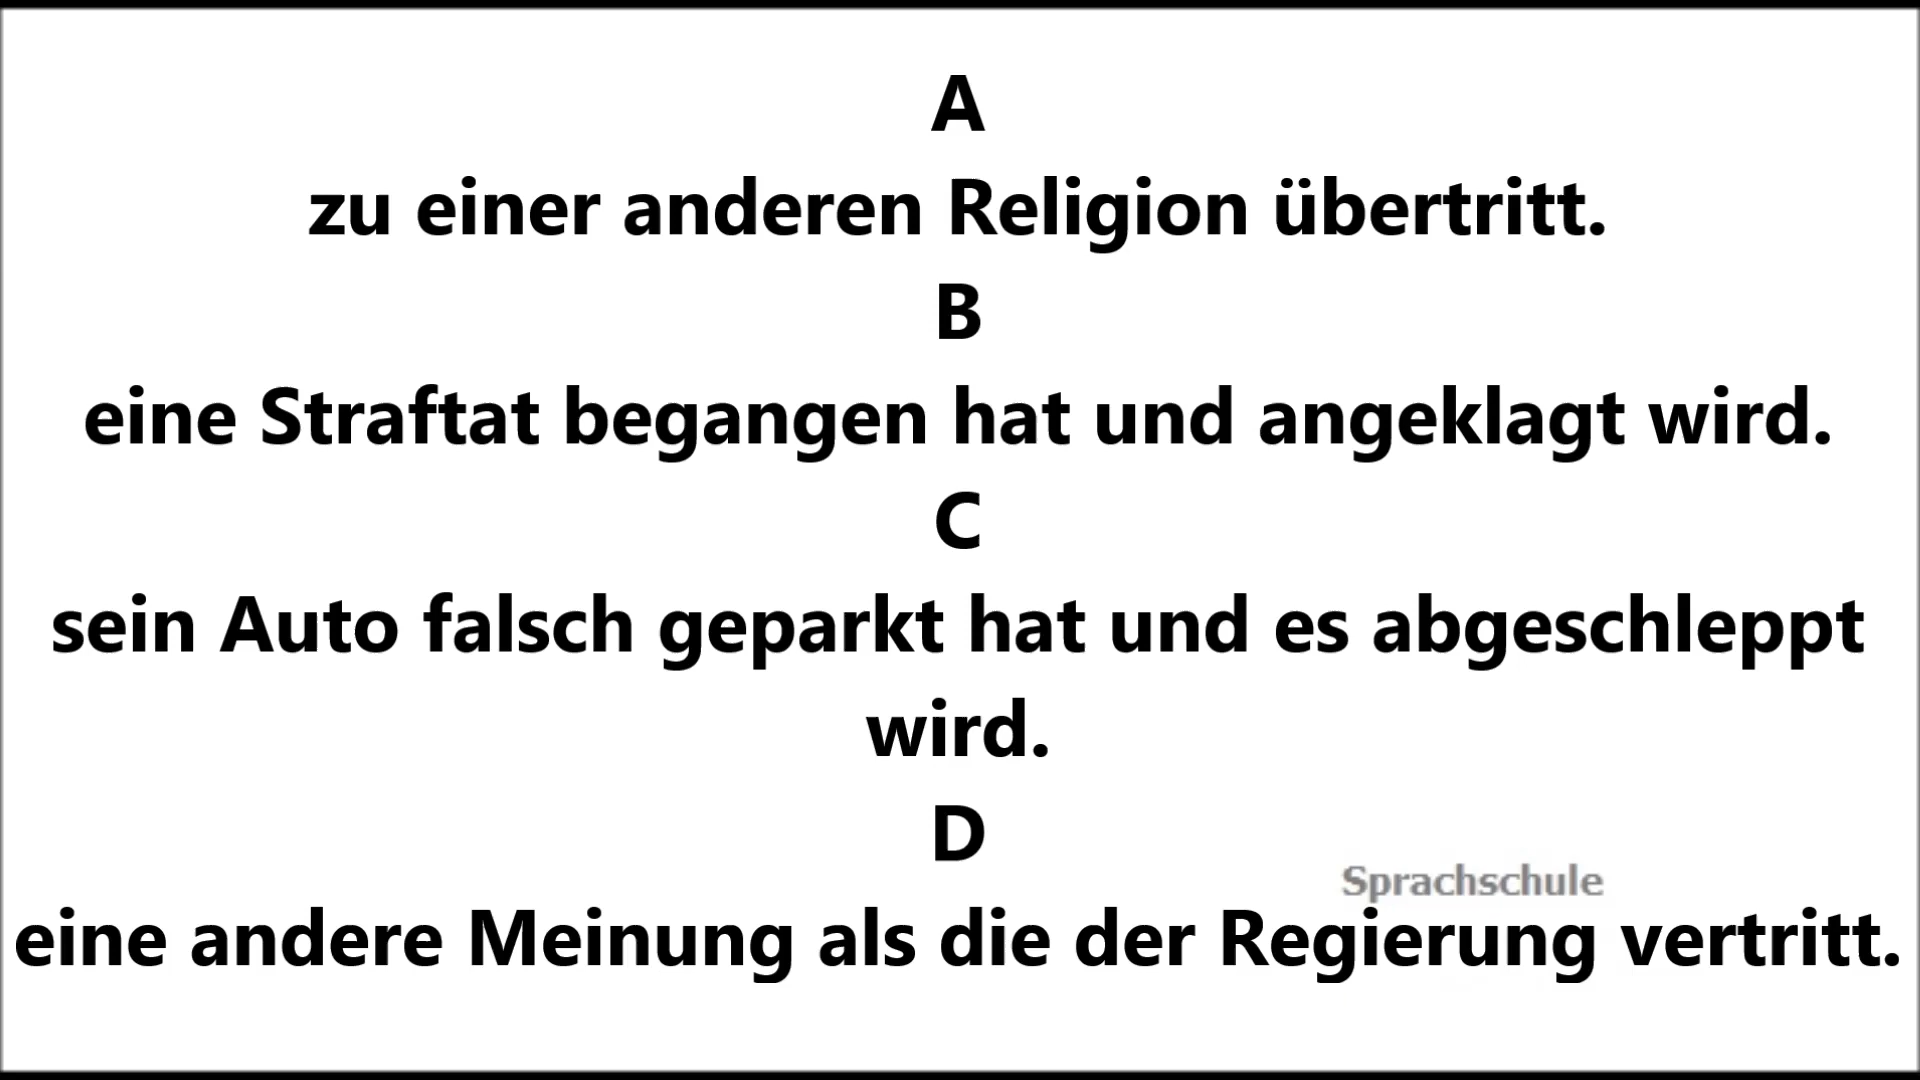 A
zu einer anderen Religion übertritt.
B
eine Straftat begangen hat und angeklagt wird.
C
sein Auto falsch geparkt hat und es abgeschleppt
wird.
D
Sprachschule
eine andere Meinung als die der Regierung vertritt.